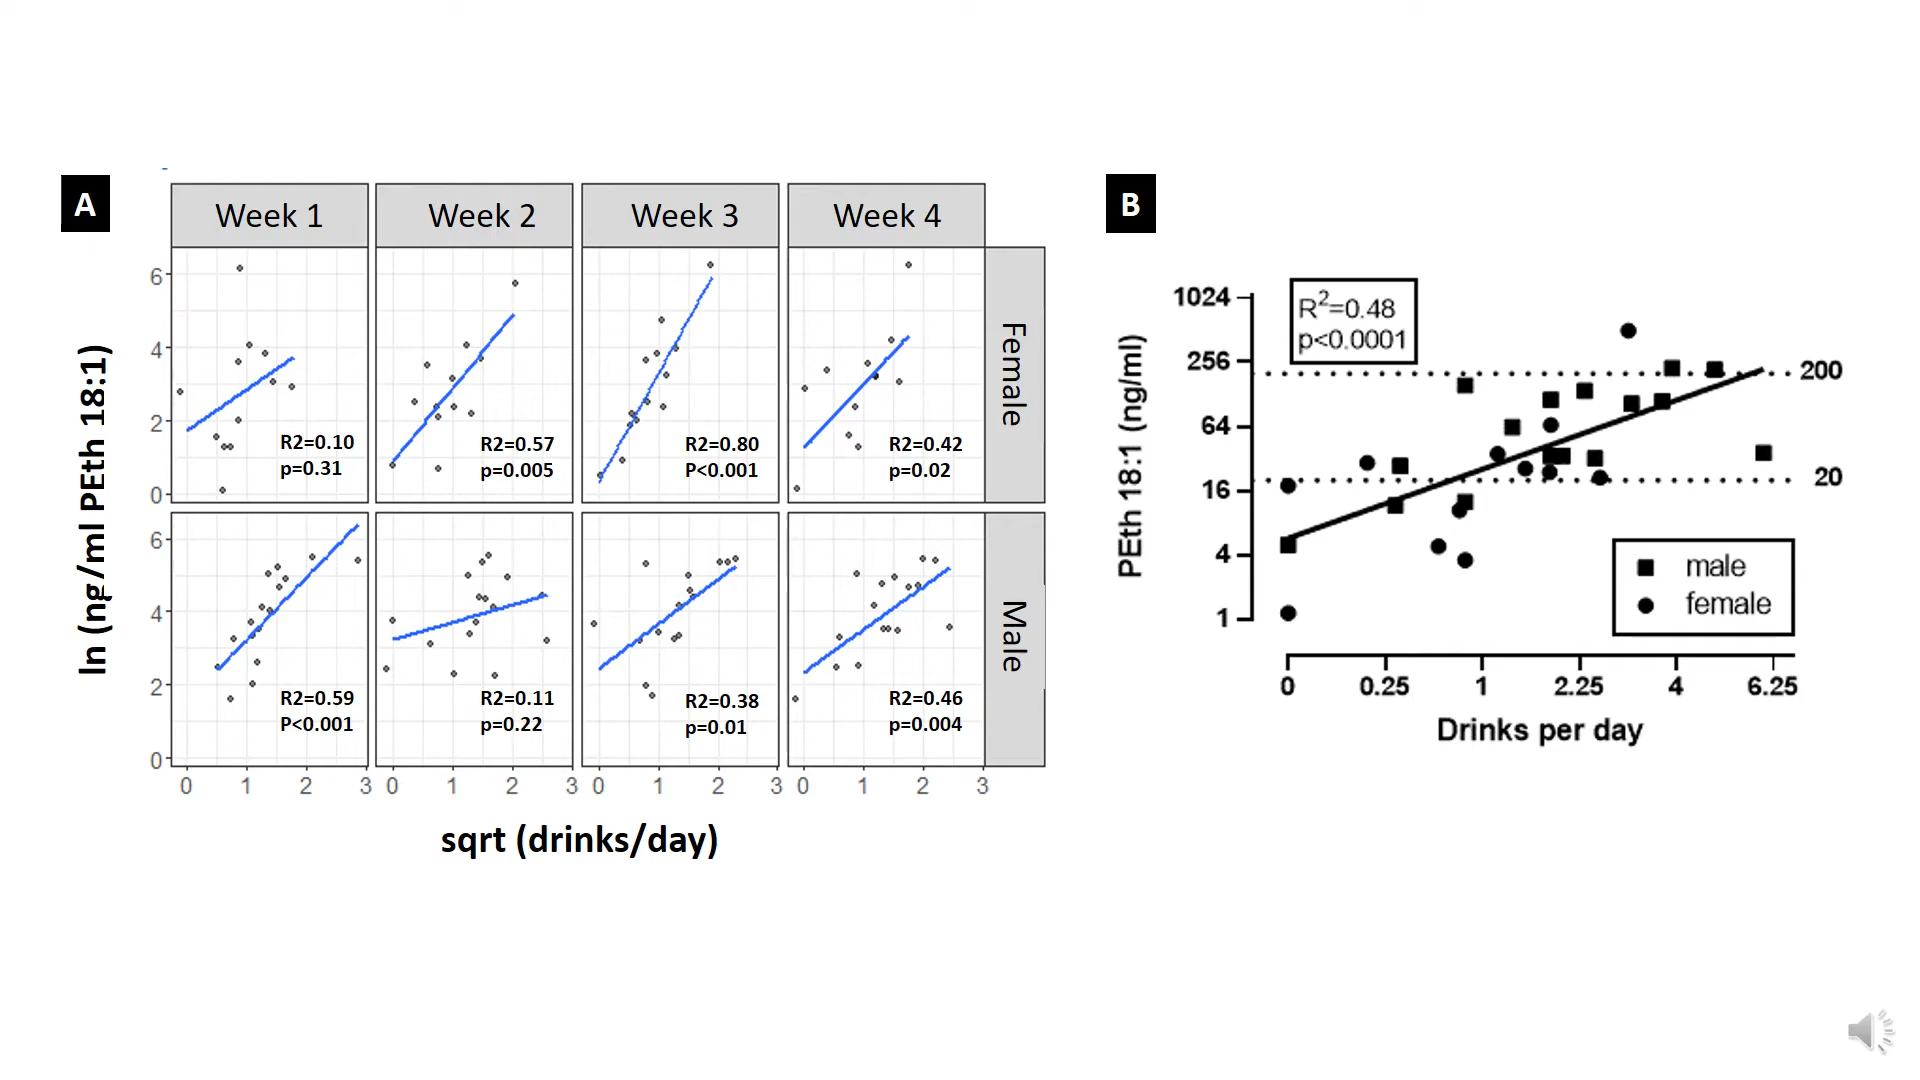 A
Week 1
Week 2
Week 3
Week 4
ln (ng/ml PEth 18:1)
6
4
2
0
R2=0.10
p=0.31
R2=0.57
p=0.005
R2=0.80
P<0.001
R2=0.42
p=0.02
Female
6
4
2
0
R2=0.59
P<0.001
R2=0.11
p=0.22
R2=0.38
p=0.01
R2=0.46
p=0.004
Male
0 1 2 3 0 1 2 3 0 1 2 3 0 1 2 3
sqrt (drinks/day)
B
PEth 18:1 (ng/ml)
1024
256
64
16
4
1
R2=0.48
p<0.0001
200
20
male
female
0 0.25 1 2.25 4 6.25
Drinks per day